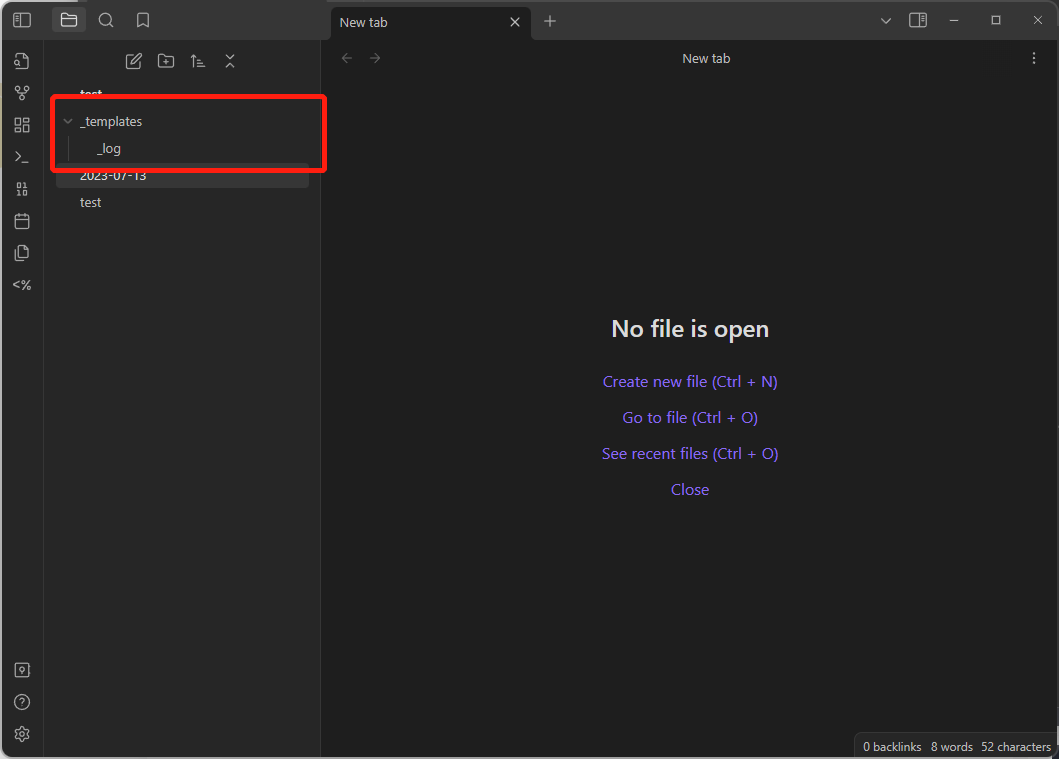 New tab
New tab
test
_templates
_log
2023-07-13
test
<%
No file is open
Create new file (Ctrl + N)
Go to file (Ctrl + O)
See recent files (Ctrl + O)
Close
0 backlinks 8 words 52 characters